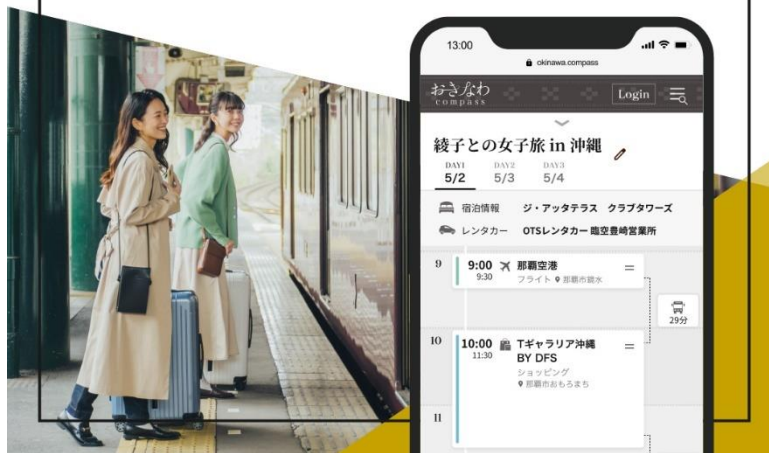 13:00
okinawa.compass
おきなわ
compass
Login
綾子との女子旅 in 沖縄
DAY1 DAY2 DAY3
5/2 5/3 5/4
宿泊情報 ジ・アッタテラス クラブタワーズ
レンタカー OTSレンタカー 臨空豊崎営業所
9 9:00 那覇空港
9:30 フライト 那覇市鏡水
29分
10 10:00 Tギャラリア沖縄
11:30 BY DFS
ショッピング
那覇市おもろまち
11